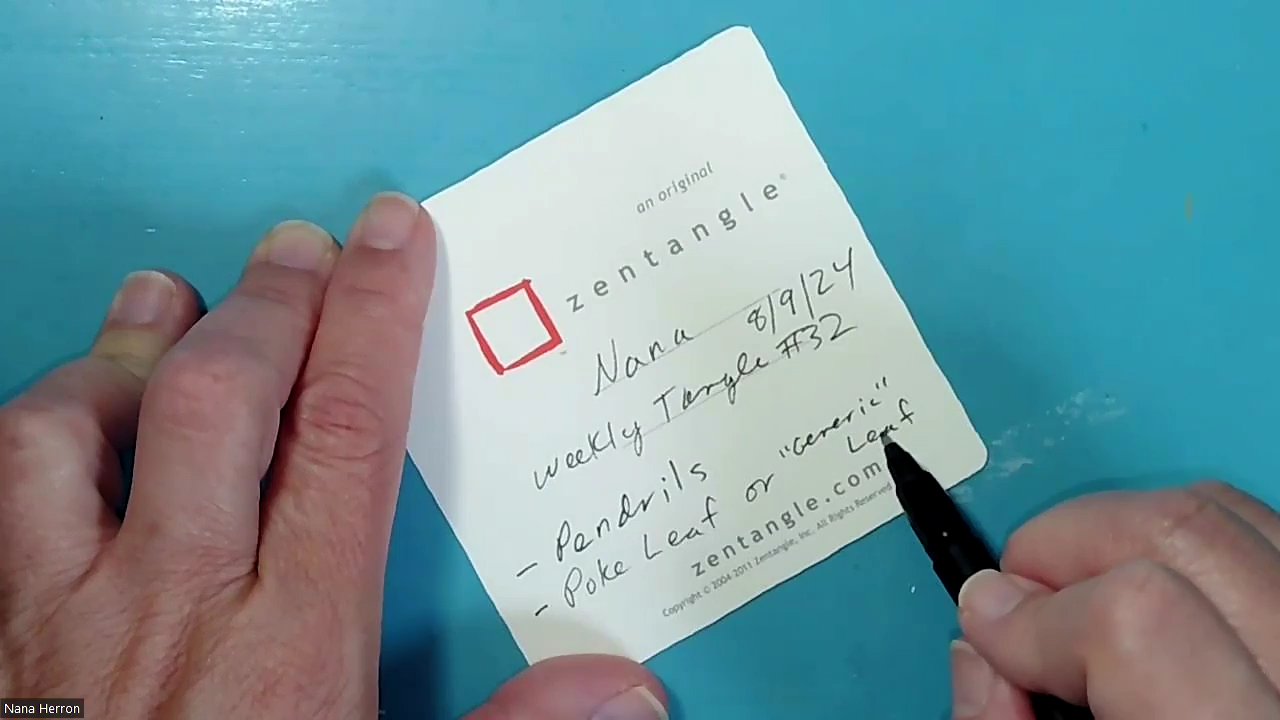 an original
zentangle®
Nana 8/9/24
weekly Tangle #32
- Pendrils
- Poke Leaf or "Generic"
Leaf
zentangle.com
Copyright © 2004-2011 Zentangle, Inc. All Rights Reserved
Nana Herron